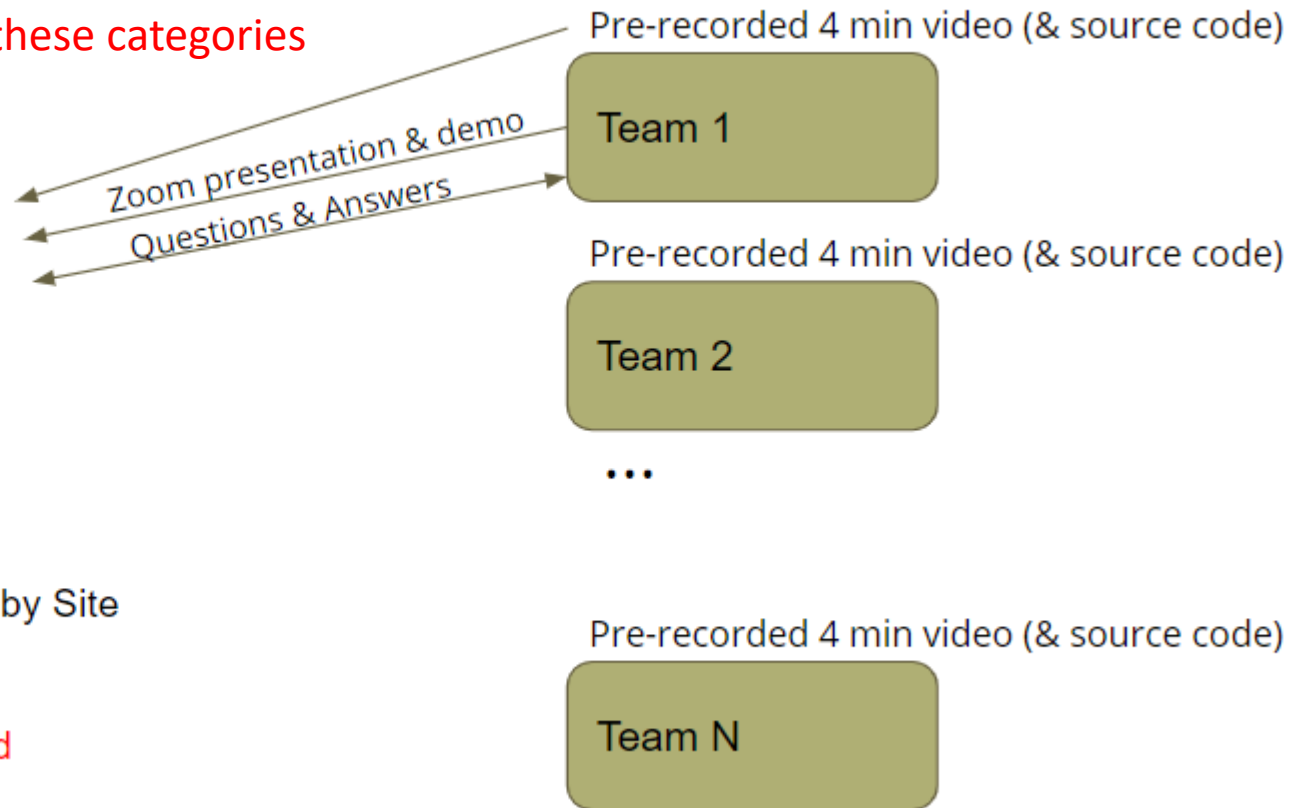 these categories
Pre-recorded 4 min video (& source code)
Team 1
Zoom presentation & demo
Questions & Answers
Pre-recorded 4 min video (& source code)
Team 2
...
by Site
Pre-recorded 4 min video (& source code)
Team N